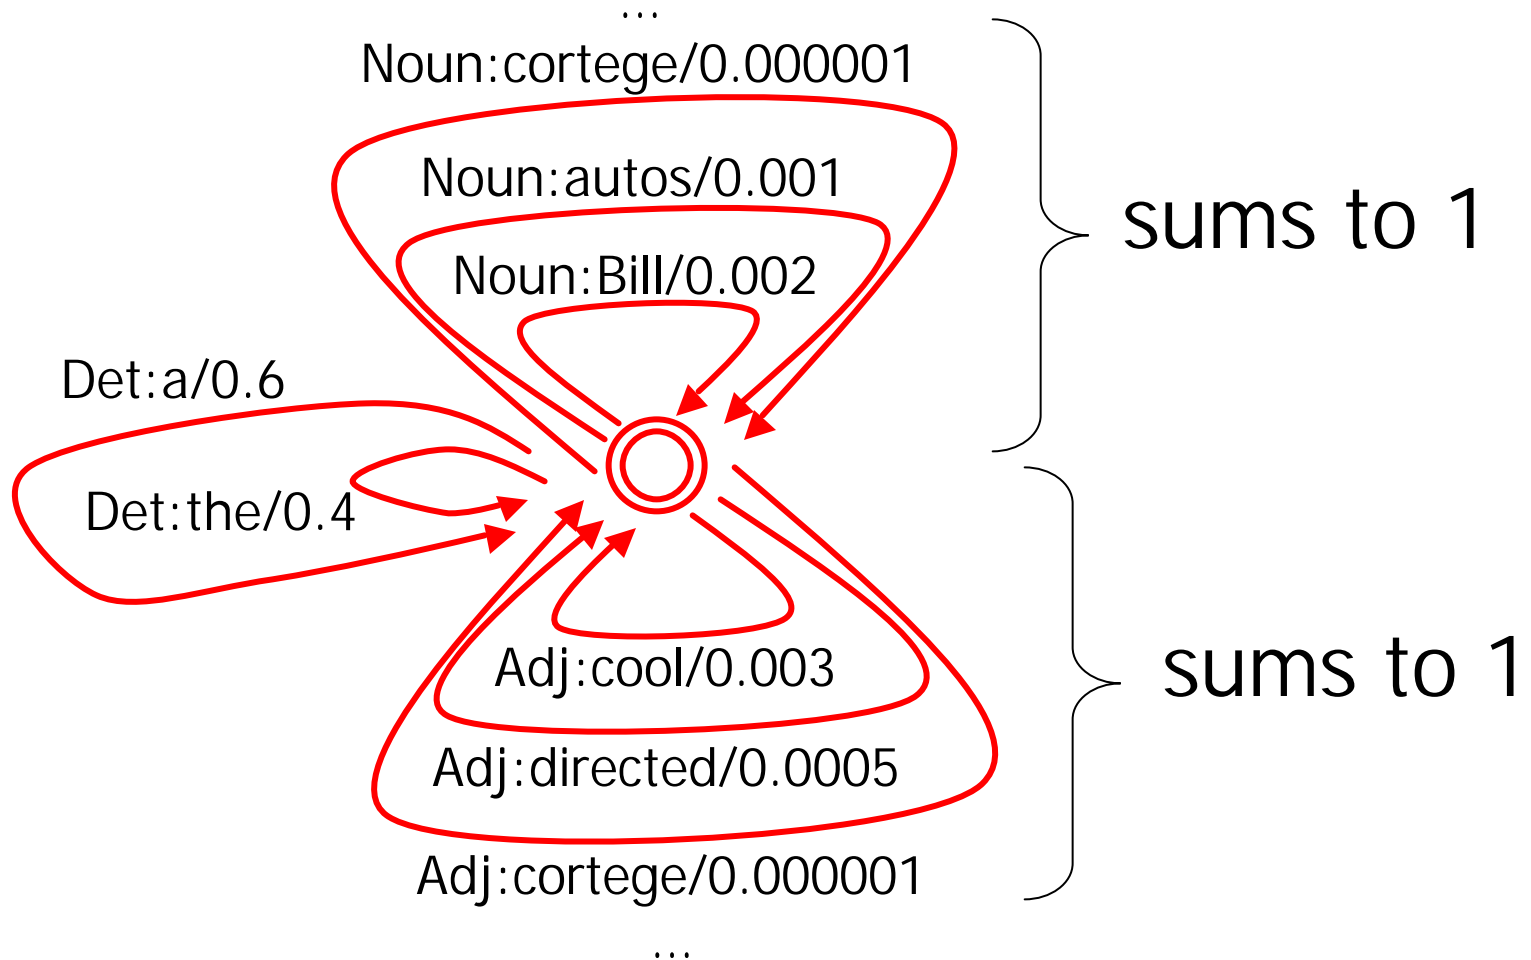 ...
Noun:cortege/0.000001
Noun:autos/0.001
sums to 1
Noun:Bill/0.002
Det:a/0.6
Det:the/0.4
Adj:cool/0.003
sums to 1
Adj:directed/0.0005
Adj:cortege/0.000001
...